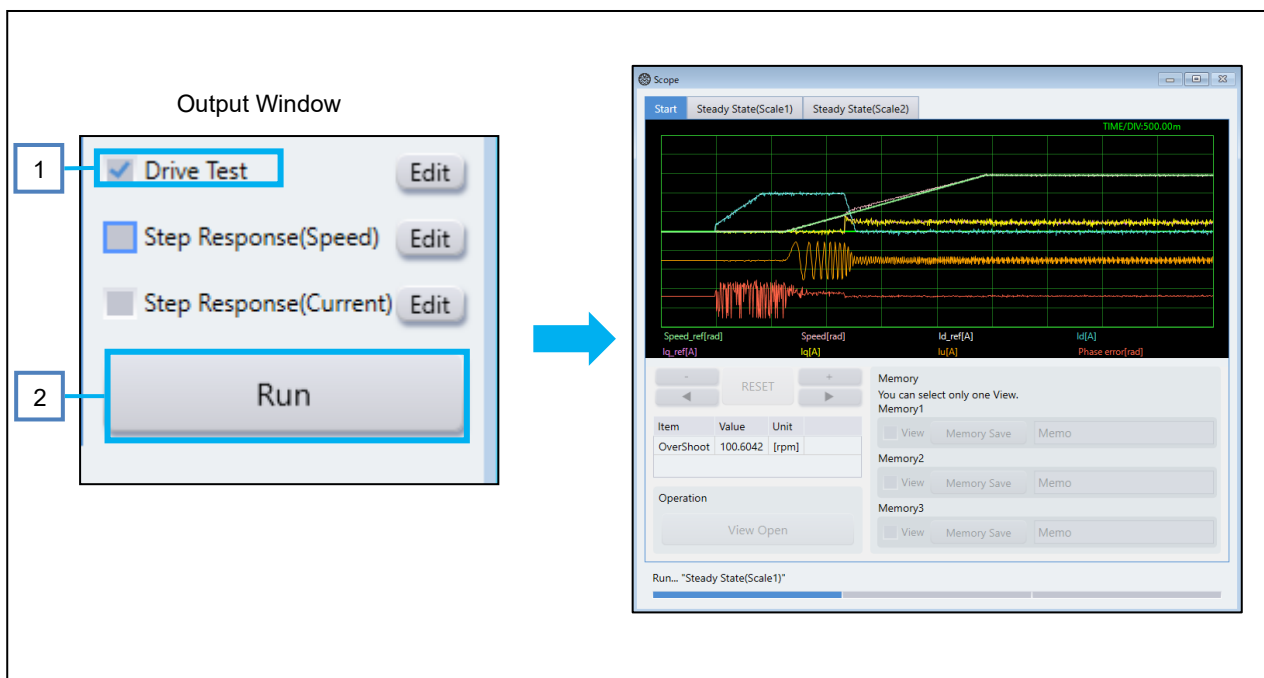 Output Window
1
Drive Test
Edit
Step Response(Speed)
Edit
Step Response(Current)
Edit
2
Run
Scope
Start
Steady State(Scale1)
Steady State(Scale2)
TIME/DIV:500.00m
Speed_ref[rad]
Speed[rad]
Id_ref[A]
Id[A]
Iq_ref[A]
Iq[A]
Iu[A]
Phase error[rad]
-
RESET
+
Item Value Unit
OverShoot 100.6042 [rpm]
Operation
View Open
Memory
You can select only one View.
Memory1
View
Memory Save
Memo
Memory2
View
Memory Save
Memo
Memory3
View
Memory Save
Memo
Run... "Steady State(Scale1)"